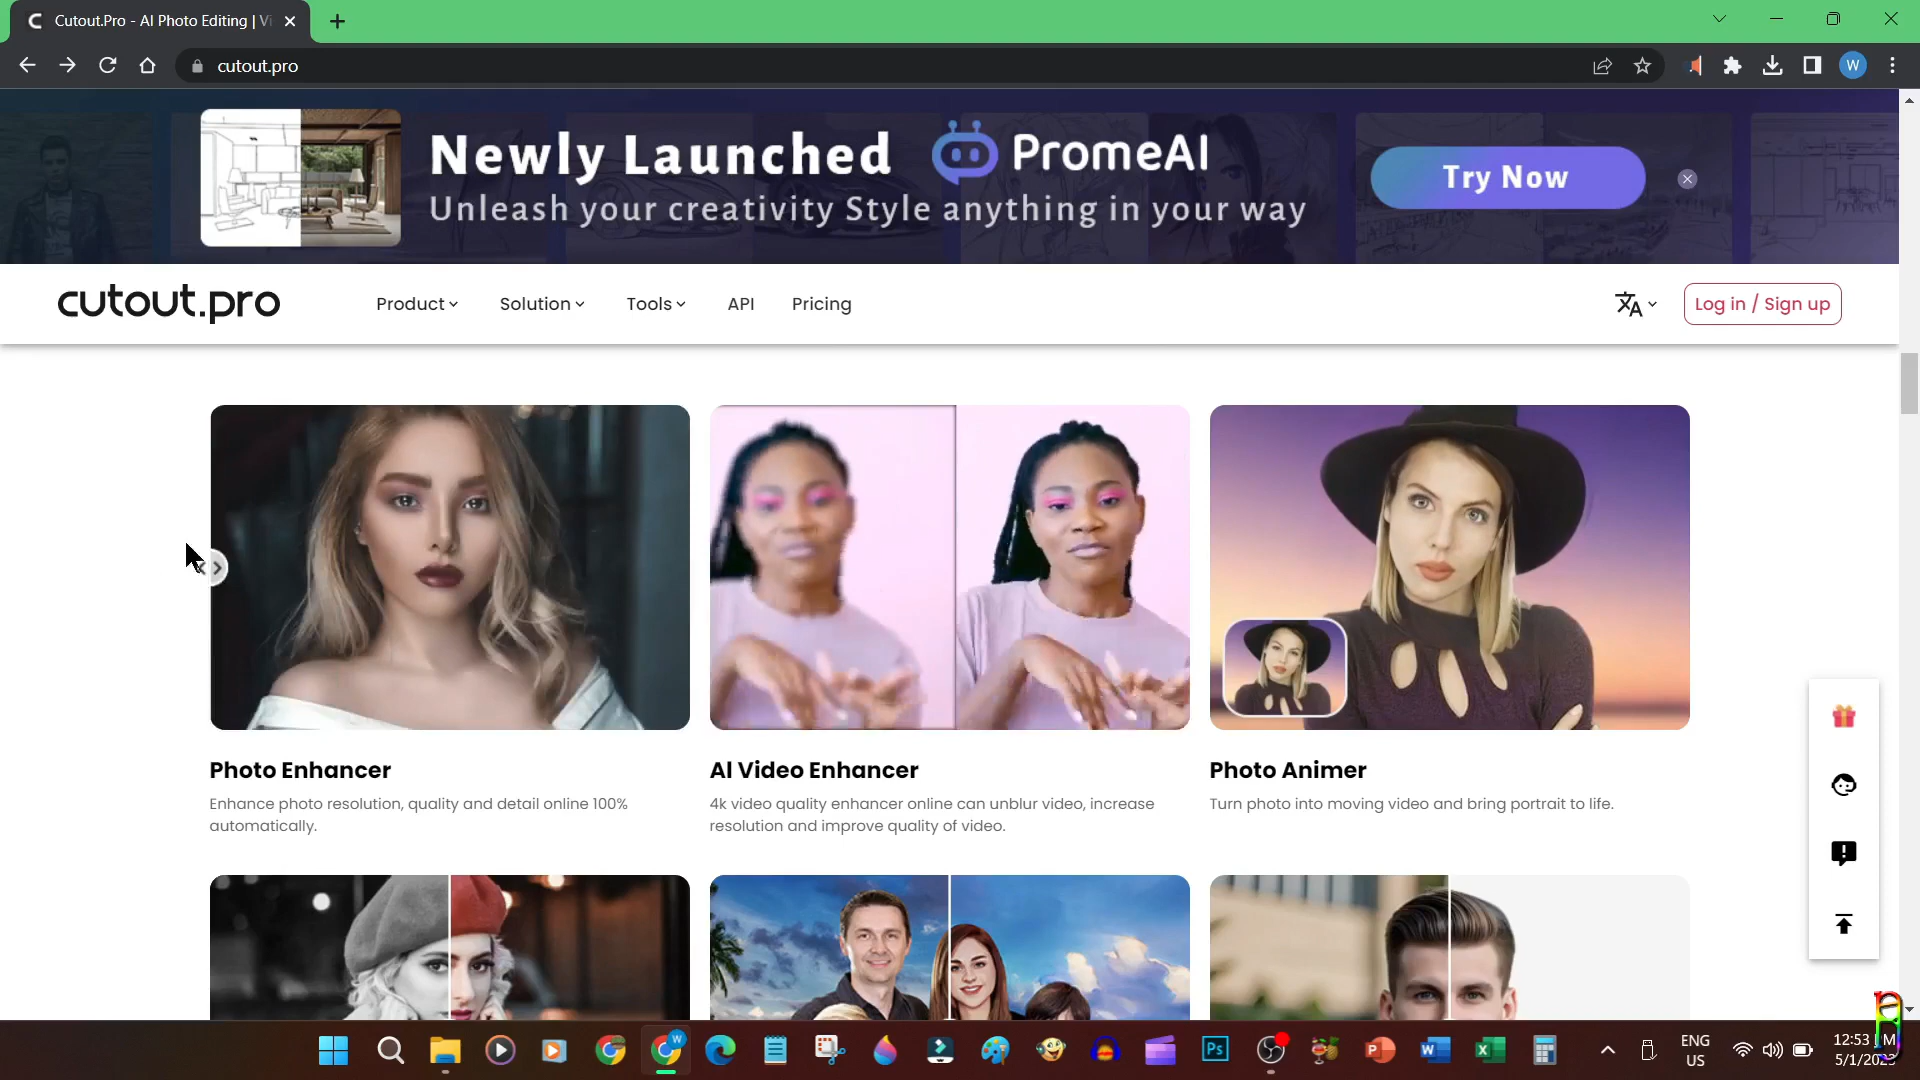 Cutout.Pro - AI Photo Editing | Vi
cutout.pro
W
Newly Launched PromeAI
Unleash your creativity Style anything in your way
Try Now
cutout.pro
Product
Solution
Tools
API
Pricing
Log in / Sign up
Photo Enhancer
Enhance photo resolution, quality and detail online 100%
automatically.
AI Video Enhancer
4k video quality enhancer online can unblur video, increase
resolution and improve quality of video.
Photo Animer
Turn photo into moving video and bring portrait to life.
ENG
US
12:53
5/1/202